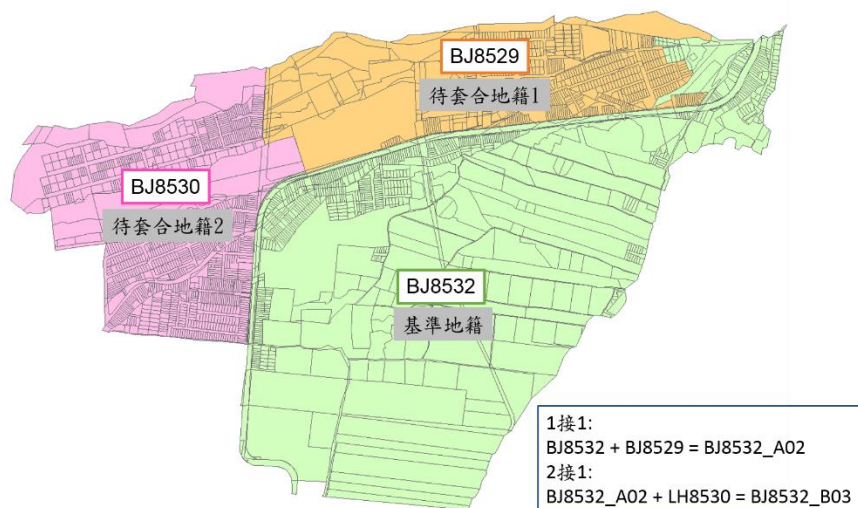 BJ8529
待套合地籍1
BJ8530
待套合地籍2
BJ8532
基準地籍
1接1:
BJ8532 + BJ8529 = BJ8532_A02
2接1:
BJ8532_A02 + LH8530 = BJ8532_B03